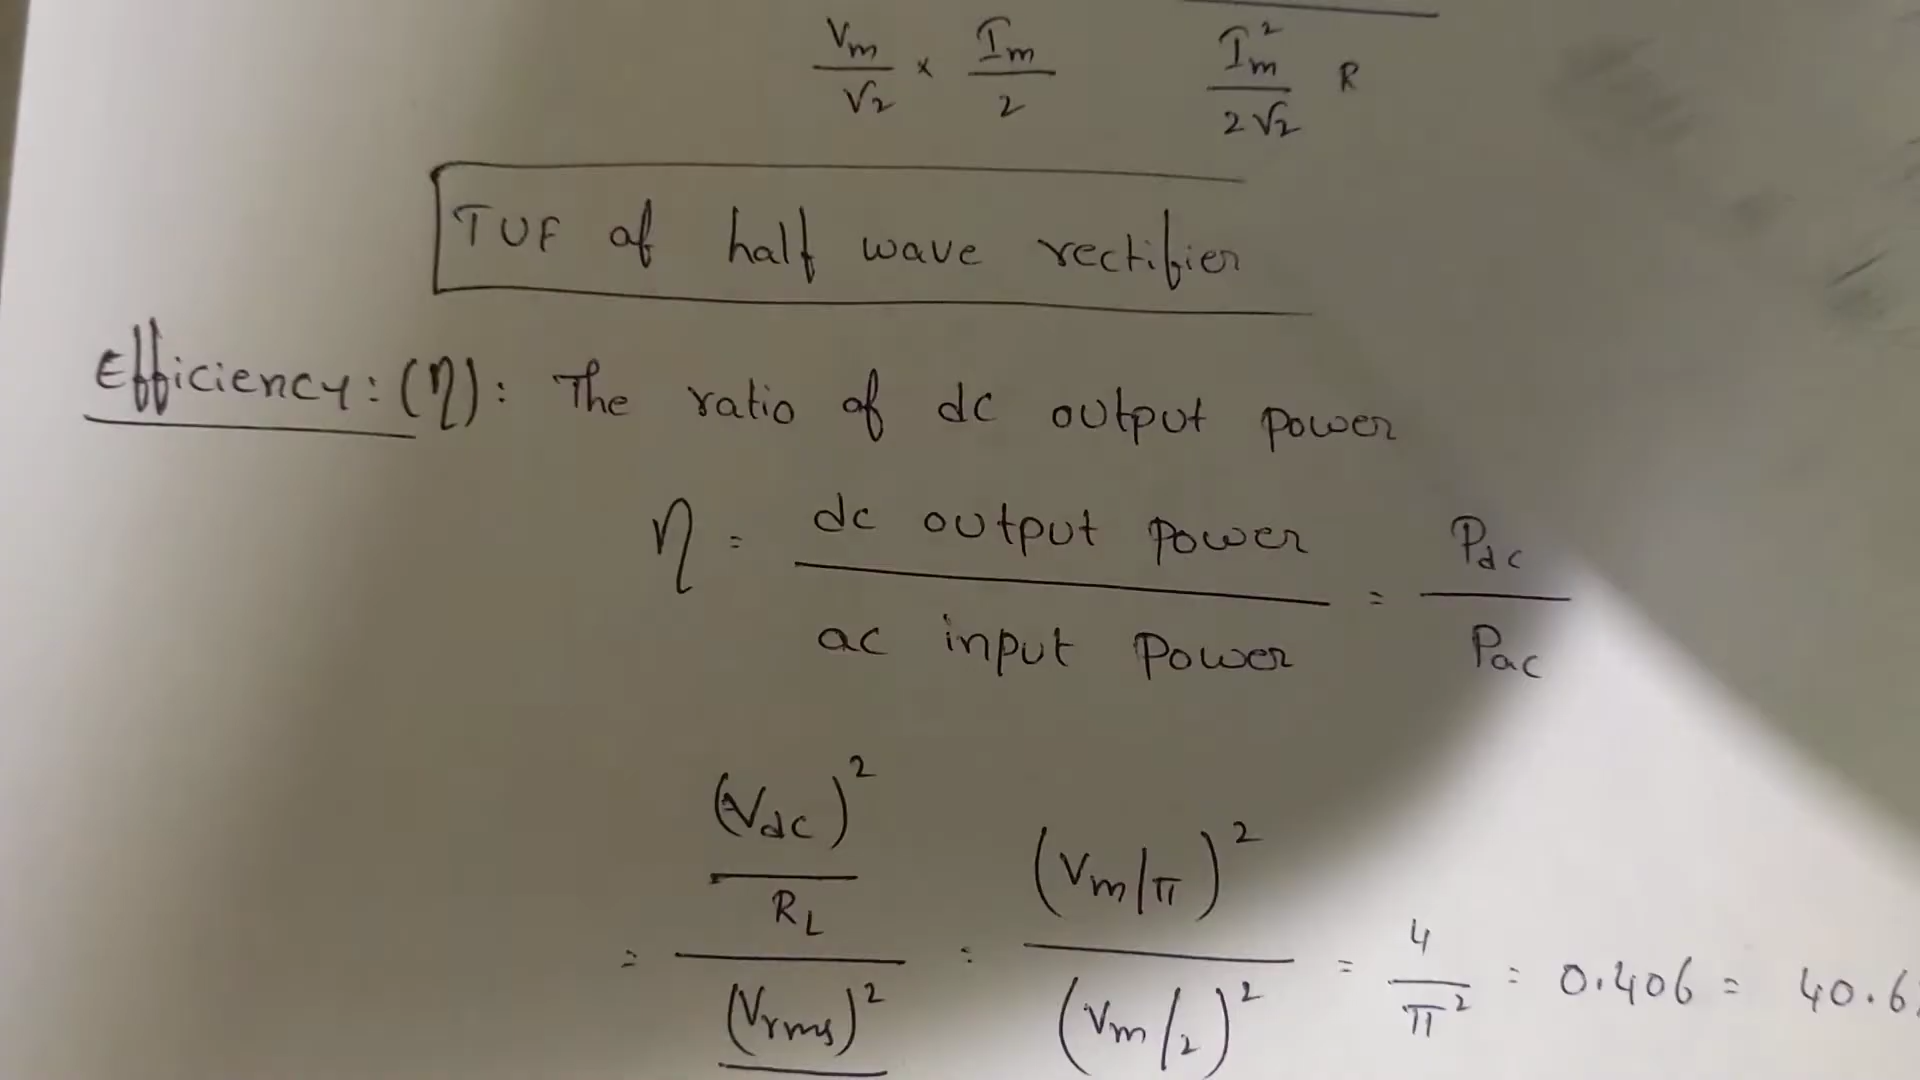 Vm/√2 × Im/2    Im²/2√2 R
TUF of half wave rectifier
Efficiency: (η): The ratio of dc output power
η = dc output power / ac input power = Pdc / Pac
= (Vdc)²/RL / (Vrms)² = (Vm/π)² / (Vm/2)² = 4/π² = 0.406 = 40.6